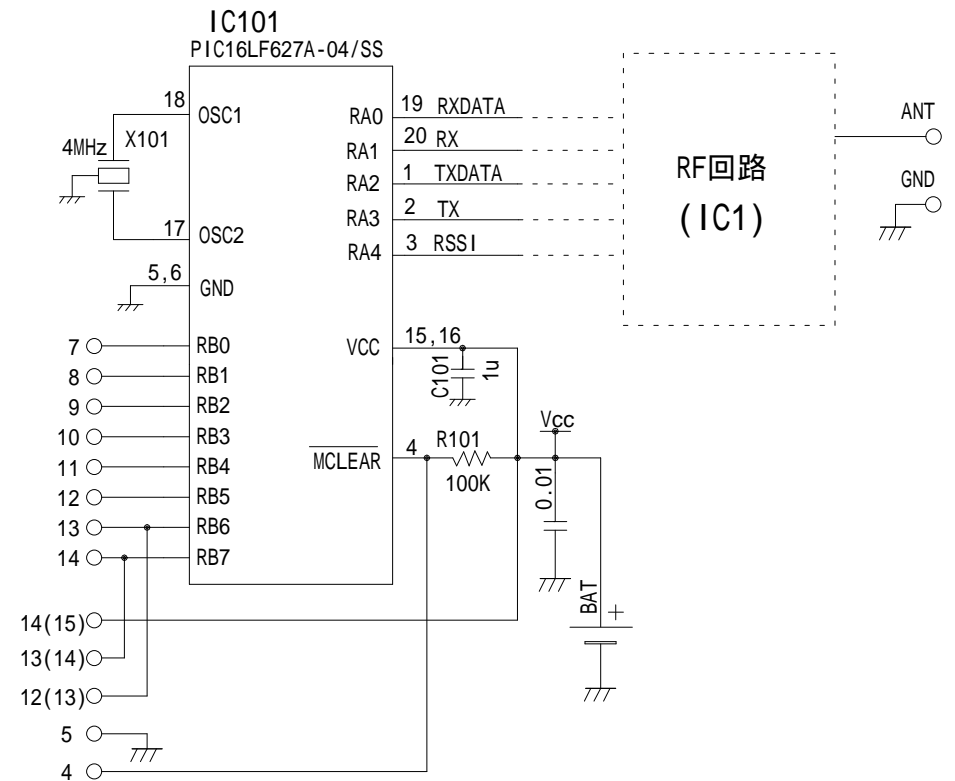 IC101
PIC16LF627A-04/SS
18
OSC1
4MHz
X101
17
OSC2
5,6
GND
7
RB0
8
RB1
9
RB2
10
RB3
11
RB4
12
RB5
13
RB6
14
RB7
RA0
19
RXDATA
RA1
20
RX
RA2
1
TXDATA
RA3
2
TX
RA4
3
RSSI
VCC
15,16
C101
1u
MCLEAR
4
R101
100K
Vcc
0.01
BAT
+
RF回路
(IC1)
ANT
GND
14(15)
13(14)
12(13)
5
4